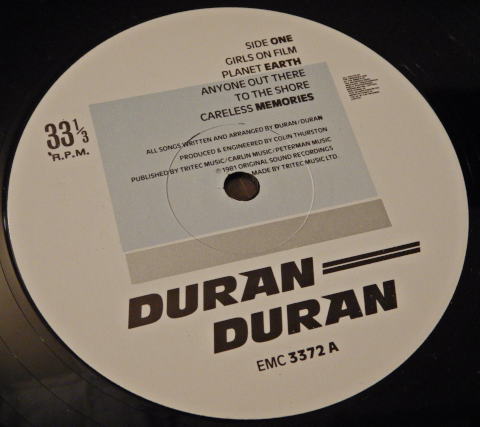 SIDE ONE
GIRLS ON FILM
PLANET EARTH
ANYONE OUT THERE
TO THE SHORE
CARELESS MEMORIES
33 1/3
R.P.M.
ALL SONGS WRITTEN AND ARRANGED BY DURAN/DURAN
PRODUCED & ENGINEERED BY COLIN THURSTON
PUBLISHED BY TRITEC MUSIC/CARLIN MUSIC/PETERMAN MUSIC
℗1981 ORIGINAL SOUND RECORDINGS
MADE BY TRITEC MUSIC LTD.
DURAN
DURAN
EMC 3372 A